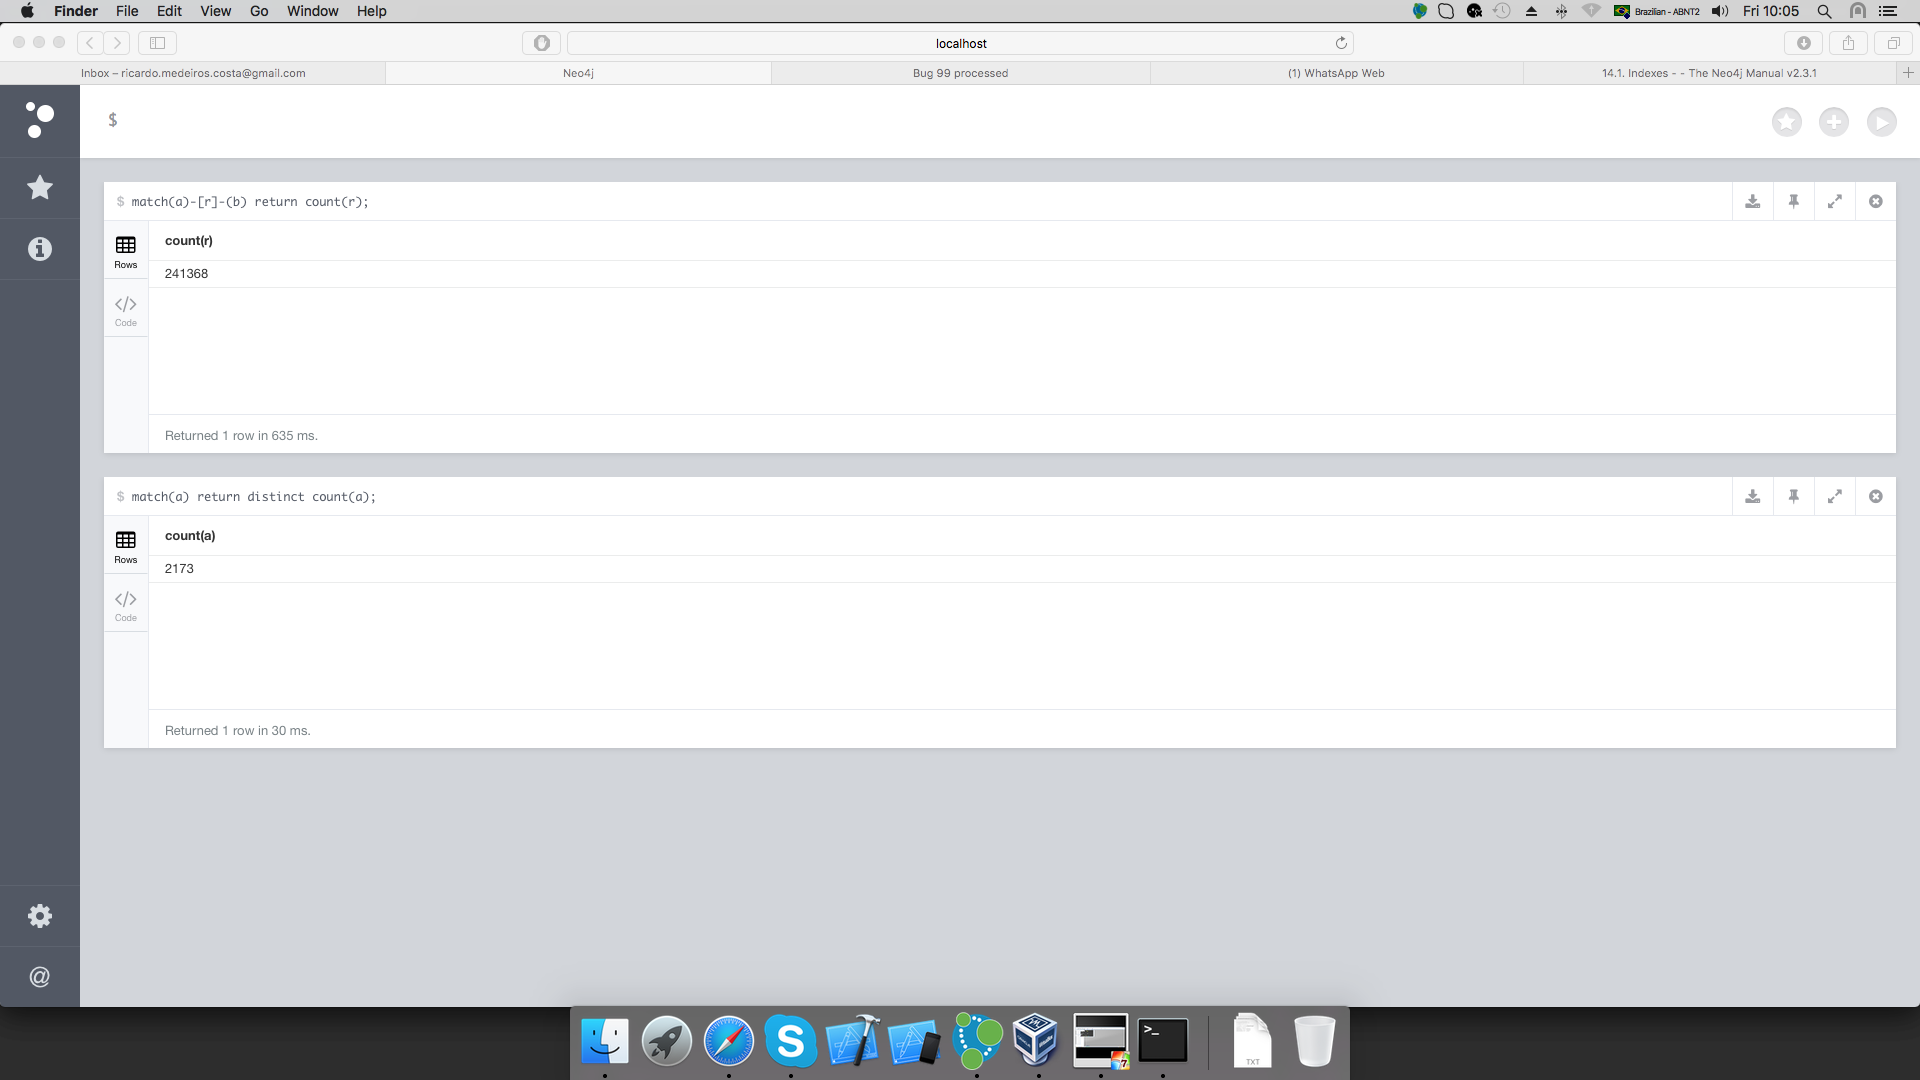 Finder File Edit View Go Window Help Brazilian - ABNT2 Fri 10:05
localhost
Inbox – ricardo.medeiros.costa@gmail.com Neo4j Bug 99 processed (1) WhatsApp Web 14.1. Indexes - - The Neo4j Manual v2.3.1
$
$ match(a)-[r]-(b) return count(r);
count(r)
Rows
241368
Code
Returned 1 row in 635 ms.
$ match(a) return distinct count(a);
count(a)
Rows
2173
Code
Returned 1 row in 30 ms.
@
S
>_
7
TXT